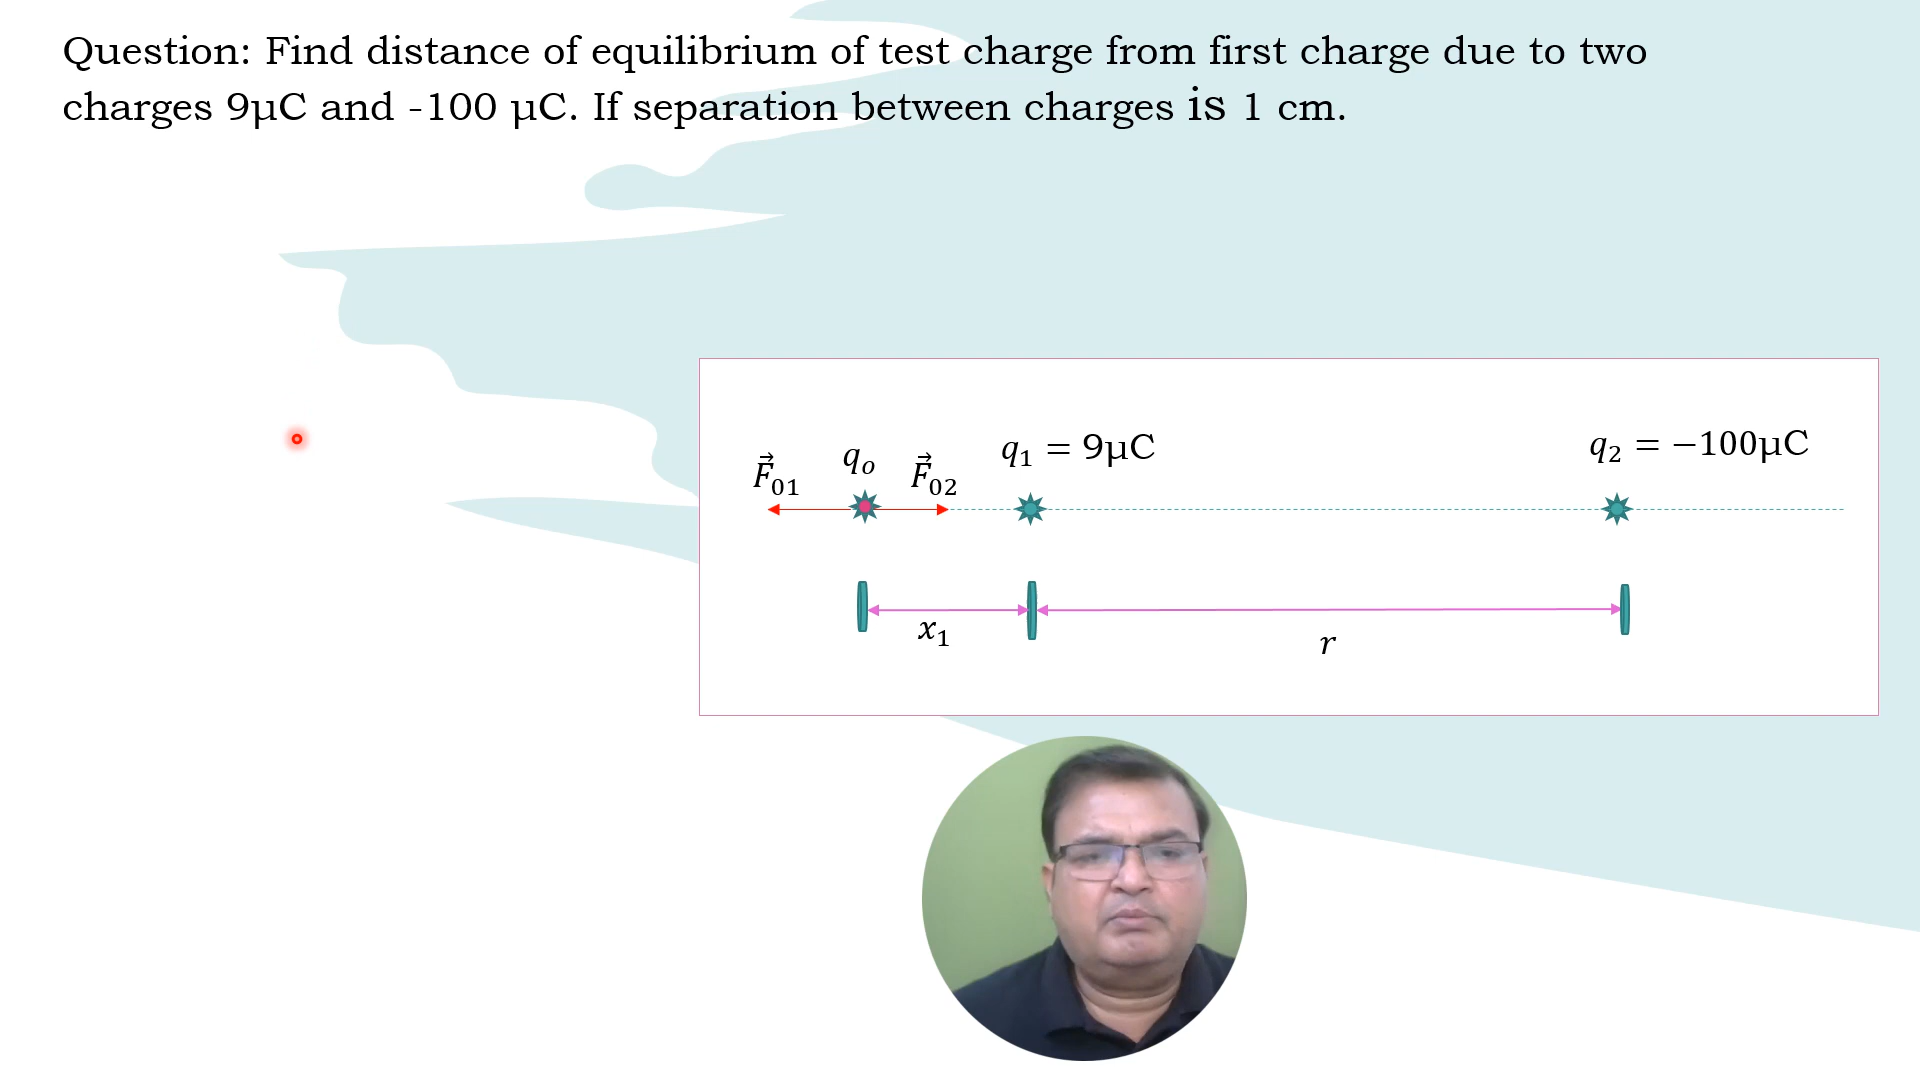 Question: Find distance of equilibrium of test charge from first charge due to two
charges 9µC and -100 µC. If separation between charges is 1 cm.
q₁ = 9µC
q₂ = −100µC
F⃗₀₁
qₒ
F⃗₀₂
x₁
r